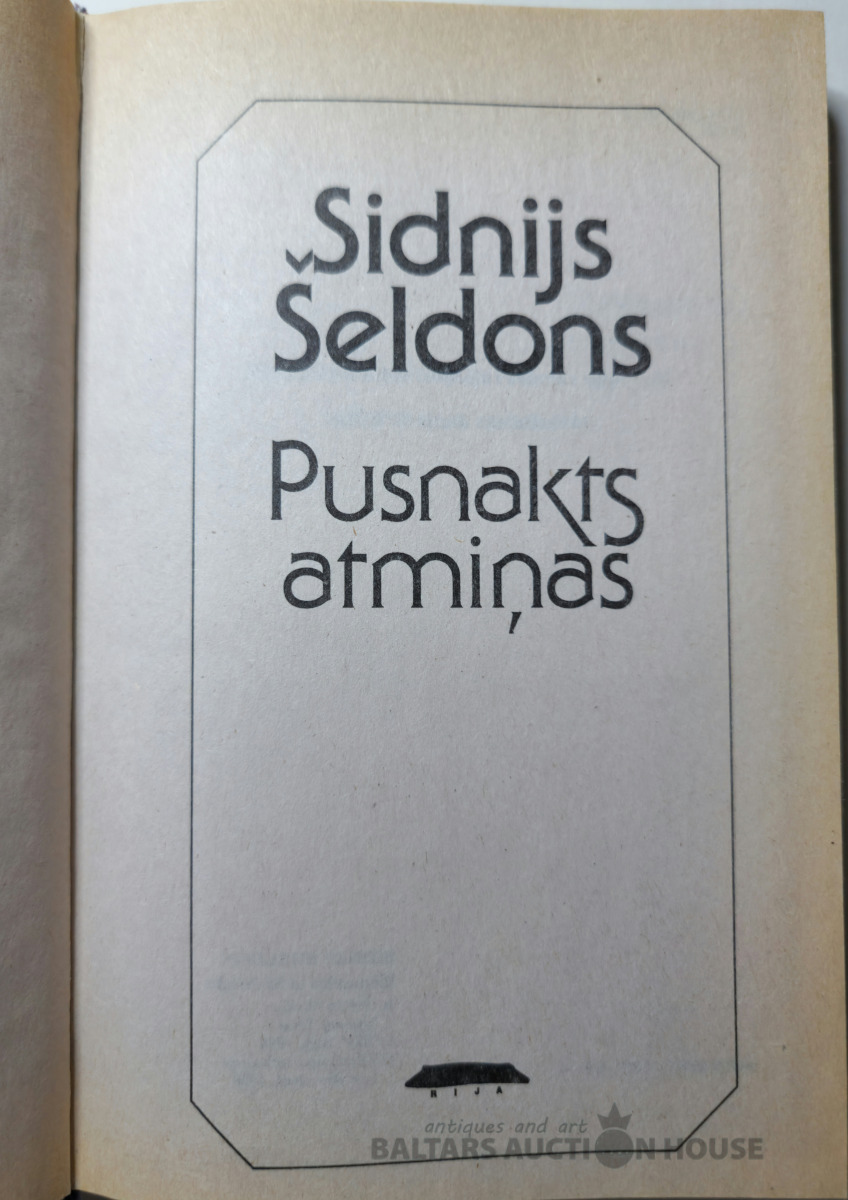 Sidnijs
Šeldons
Pusnakts
atmiņas
RIJA
antiques and art
BALTARS AUCTION HOUSE